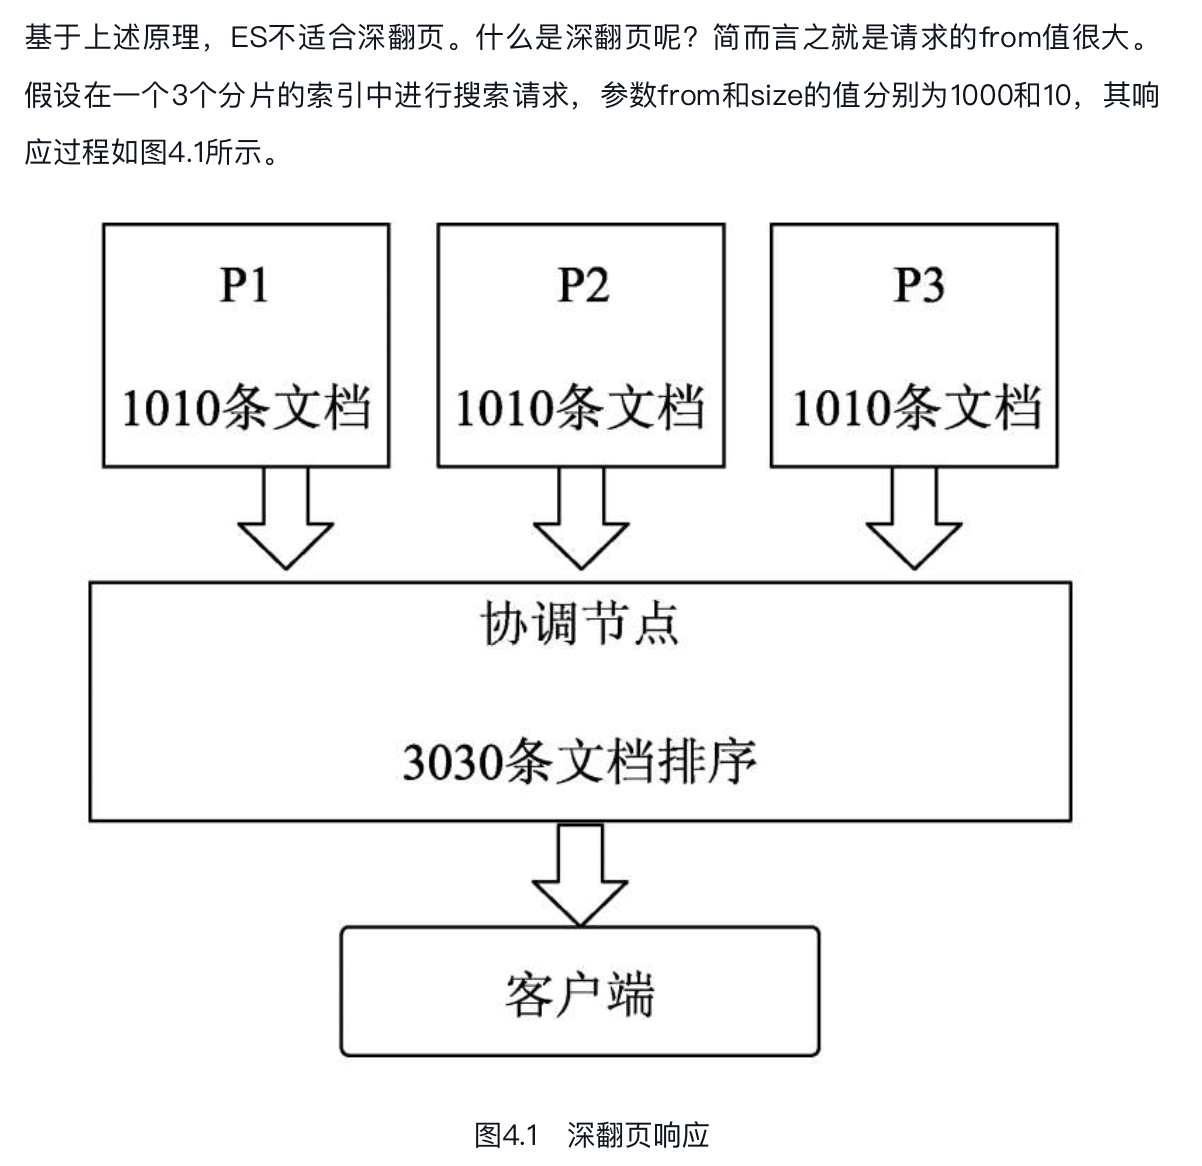 基于上述原理，ES不适合深翻页。什么是深翻页呢？简而言之就是请求的from值很大。
假设在一个3个分片的索引中进行搜索请求，参数from和size的值分别为1000和10，其响
应过程如图4.1所示。
P1
P2
P3
1010条文档
1010条文档
1010条文档
协调节点
3030条文档排序
客户端
图4.1 深翻页响应